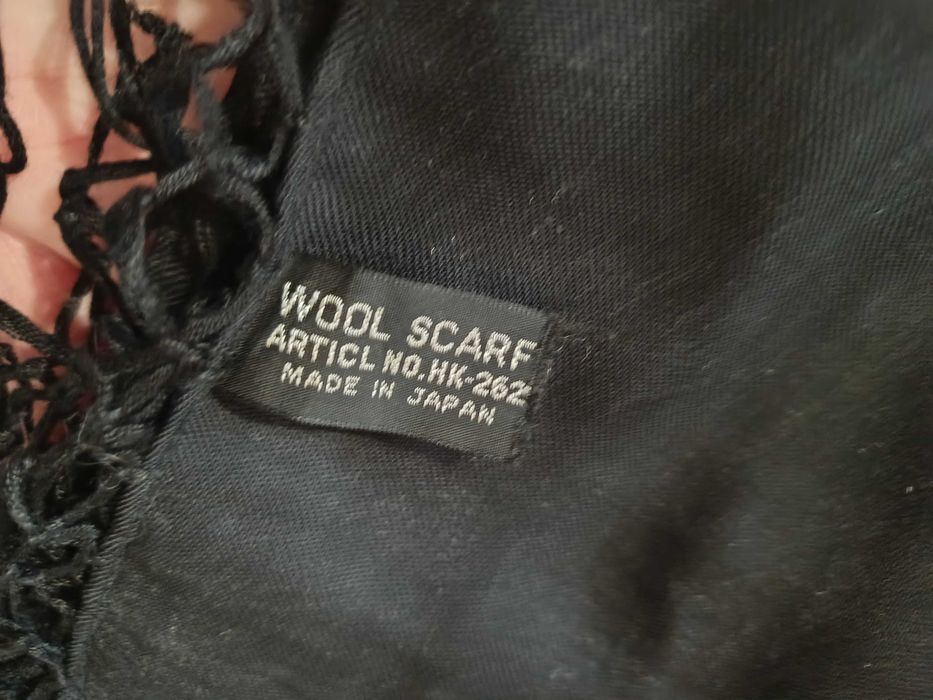 WOOL SCARF
ARTICL NO.HK-262
MADE IN JAPAN